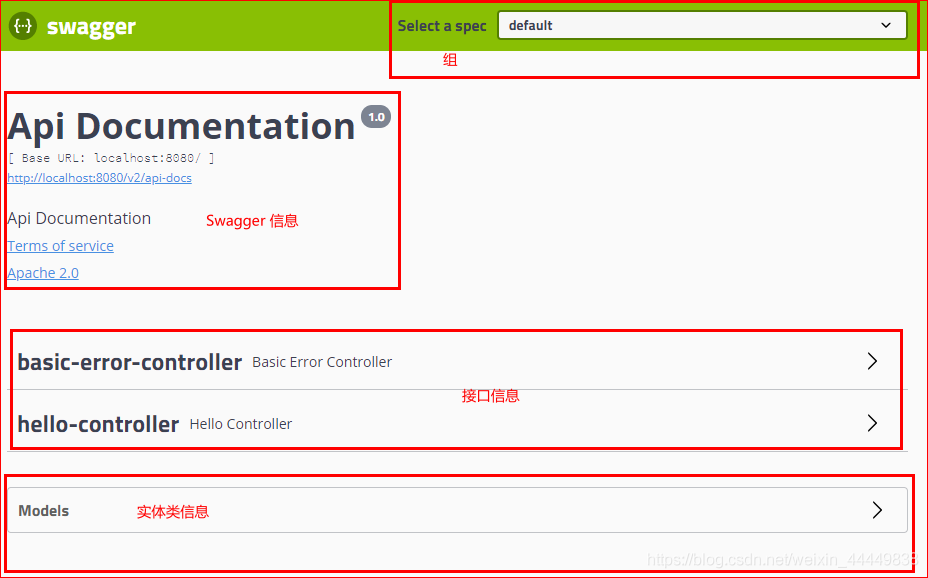 {...} swagger
Select a spec default
组
Api Documentation 1.0
[ Base URL: localhost:8080/ ]
http://localhost:8080/v2/api-docs
Api Documentation
Swagger 信息
Terms of service
Apache 2.0
basic-error-controller Basic Error Controller
接口信息
hello-controller Hello Controller
Models
实体类信息
https://blog.csdn.net/weixin_44449838